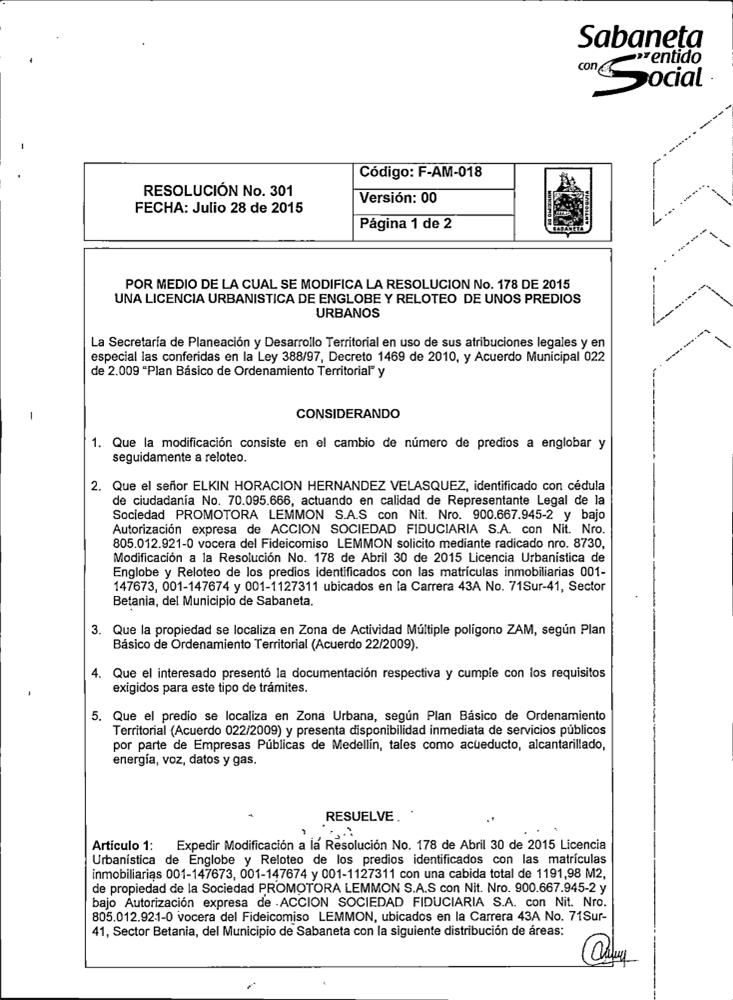 Sabaneta
con Sentido
Social
RESOLUCIÓN No. 301
FECHA: Julio 28 de 2015
Código: F-AM-018
Versión: 00
Página 1 de 2
MUNICIPIO DE
SABANETA
ANTIOQUIA
POR MEDIO DE LA CUAL SE MODIFICA LA RESOLUCION No. 178 DE 2015
UNA LICENCIA URBANISTICA DE ENGLOBE Y RELOTEO DE UNOS PREDIOS
URBANOS
La Secretaría de Planeación y Desarrollo Territorial en uso de sus atribuciones legales y en
especial las conferidas en la Ley 388/97, Decreto 1469 de 2010, y Acuerdo Municipal 022
de 2.009 “Plan Básico de Ordenamiento Territorial” y
CONSIDERANDO
1. Que la modificación consiste en el cambio de número de predios a englobar y
seguidamente a reloteo.
2. Que el señor ELKIN HORACION HERNANDEZ VELASQUEZ, identificado con cédula
de ciudadanía No. 70.095.666, actuando en calidad de Representante Legal de la
Sociedad PROMOTORA LEMMON S.A.S con Nit. Nro. 900.667.945-2 y bajo
Autorización expresa de ACCION SOCIEDAD FIDUCIARIA S.A. con Nit. Nro.
805.012.921-0 vocera del Fideicomiso LEMMON solicito mediante radicado nro. 8730,
Modificación a la Resolución No. 178 de Abril 30 de 2015 Licencia Urbanística de
Englobe y Reloteo de los predios identificados con las matrículas inmobiliarias 001-
147673, 001-147674 y 001-1127311 ubicados en la Carrera 43A No. 71Sur-41, Sector
Betania, del Municipio de Sabaneta.
3. Que la propiedad se localiza en Zona de Actividad Múltiple polígono ZAM, según Plan
Básico de Ordenamiento Territorial (Acuerdo 22/2009).
4. Que el interesado presentó la documentación respectiva y cumple con los requisitos
exigidos para este tipo de trámites.
5. Que el predio se localiza en Zona Urbana, según Plan Básico de Ordenamiento
Territorial (Acuerdo 022/2009) y presenta disponibilidad inmediata de servicios públicos
por parte de Empresas Públicas de Medellín, tales como acueducto, alcantarillado,
energía, voz, datos y gas.
RESUELVE
Artículo 1: Expedir Modificación a la Resolución No. 178 de Abril 30 de 2015 Licencia
Urbanística de Englobe y Reloteo de los predios identificados con las matrículas
inmobiliarias 001-147673, 001-147674 y 001-1127311 con una cabida total de 1191,98 M2,
de propiedad de la Sociedad PROMOTORA LEMMON S.A.S con Nit. Nro. 900.667.945-2 y
bajo Autorización expresa de ACCION SOCIEDAD FIDUCIARIA S.A. con Nit. Nro.
805.012.921-0 vocera del Fideicomiso LEMMON, ubicados en la Carrera 43A No. 71Sur-
41, Sector Betania, del Municipio de Sabaneta con la siguiente distribución de áreas: